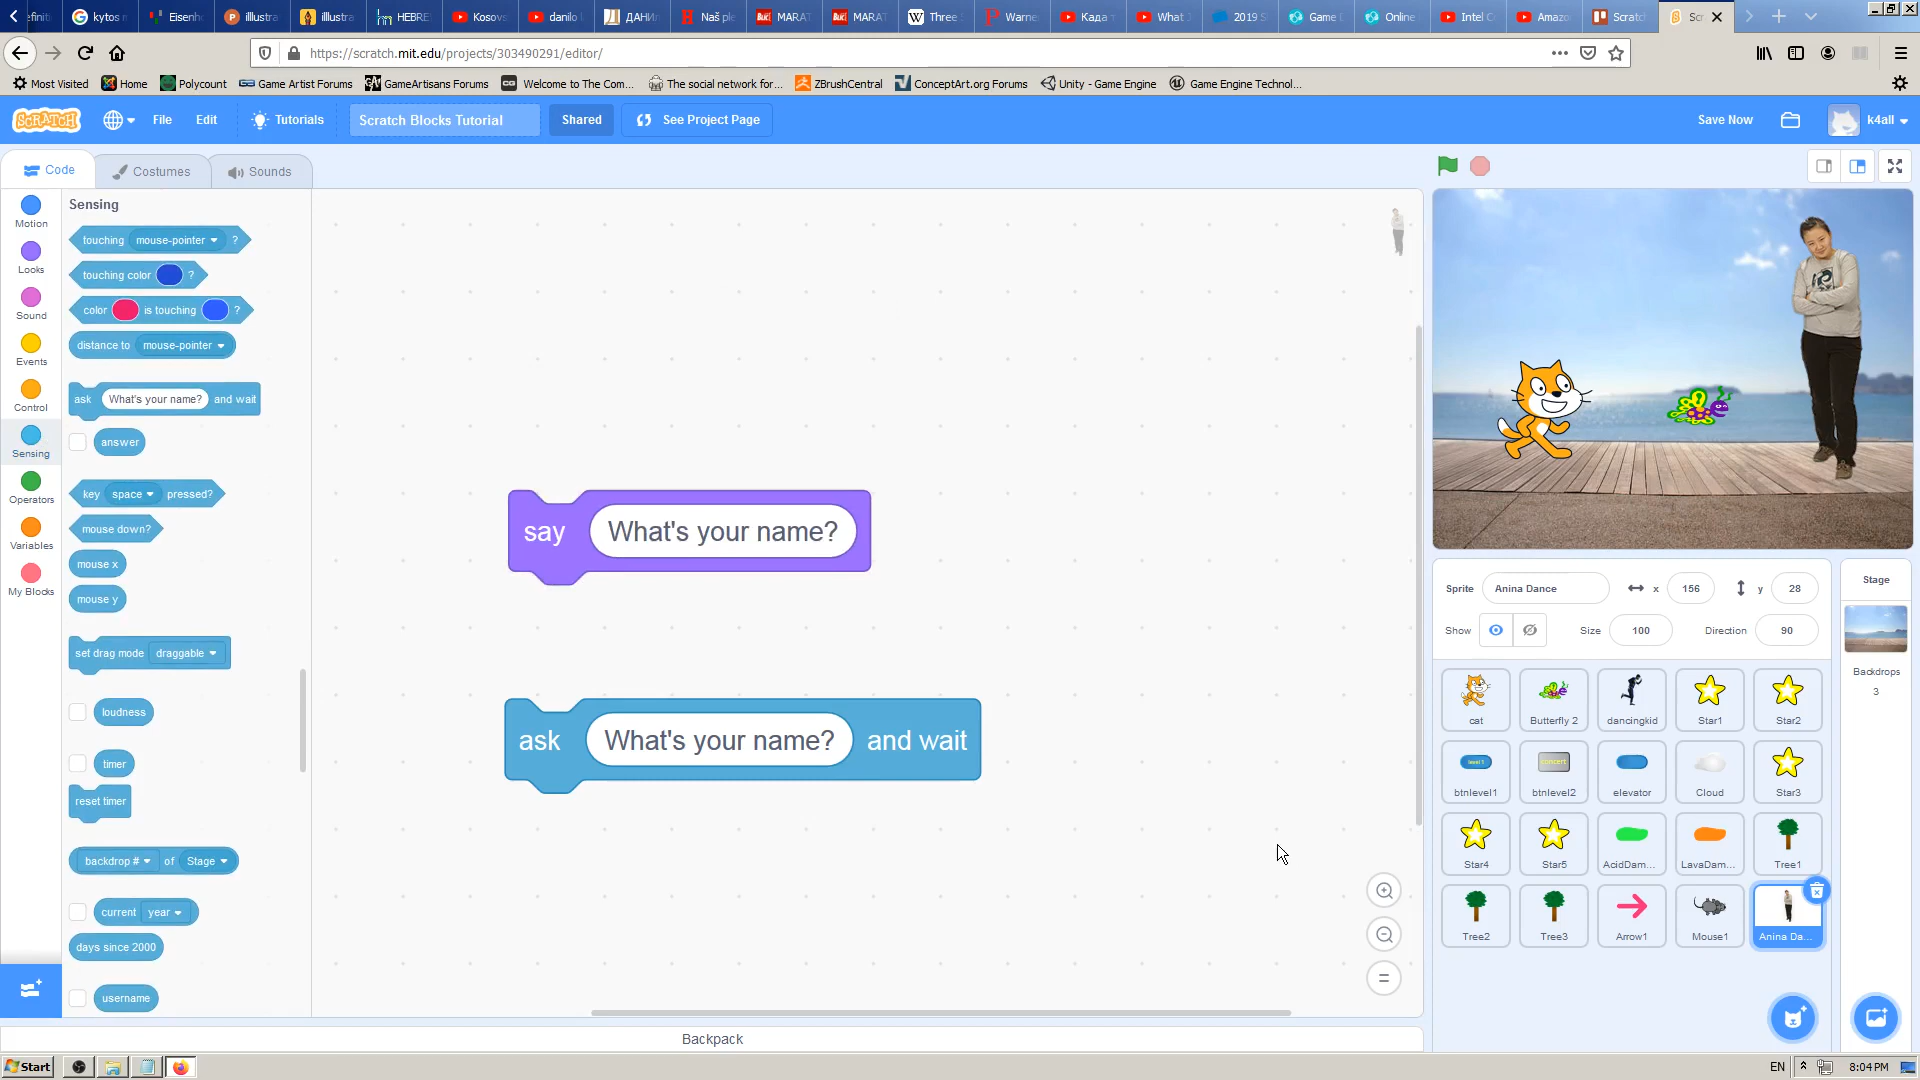 efinit
kytos n
Eisenh
illustra
illustra
HEBRE
Kosovs
danilo
ДАНИ
Naš ple
MARAT
MARAT
Three
Warne
Када т
What
2019 S
Game D
Online
Intel C
Amazo
Scratc
Scr
https://scratch.mit.edu/projects/303490291/editor/
Most Visited
Home
Polycount
Game Artist Forums
GameArtisans Forums
Welcome to The Com...
The social network for...
ZBrushCentral
ConceptArt.org Forums
Unity - Game Engine
Game Engine Technol...
SCRATCH
File
Edit
Tutorials
Scratch Blocks Tutorial
Shared
See Project Page
Save Now
k4all
Code
Costumes
Sounds
Motion
Looks
Sound
Events
Control
Sensing
Operators
Variables
My Blocks
Sensing
touching mouse-pointer ?
touching color ?
color is touching ?
distance to mouse-pointer
ask What's your name? and wait
answer
key space pressed?
mouse down?
mouse x
mouse y
set drag mode draggable
loudness
timer
reset timer
backdrop # of Stage
current year
days since 2000
username
say What's your name?
ask What's your name? and wait
Backpack
Sprite Anina Dance x 156 y 28
Show Size 100 Direction 90
cat
Butterfly 2
dancingkid
Star1
Star2
level 1
btnlevel1
concert
btnlevel2
elevator
Cloud
Star3
Star4
Star5
AcidDam...
LavaDam...
Tree1
Tree2
Tree3
Arrow1
Mouse1
Anina Da...
Stage
Backdrops
3
Start
EN
8:04 PM